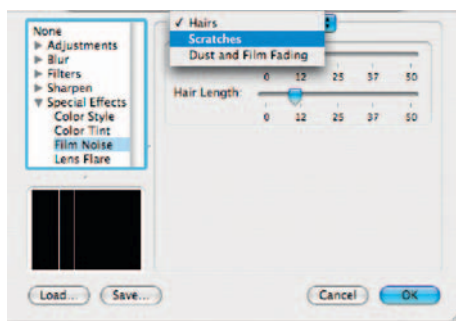 None
Adjustments
Blur
Filters
Sharpen
Special Effects
Color Style
Color Tint
Film Noise
Lens Flare
✓ Hairs
Scratches
Dust and Film Fading
0 12 25 37 50
Hair Length:
0 12 25 37 50
Load... Save...
Cancel OK